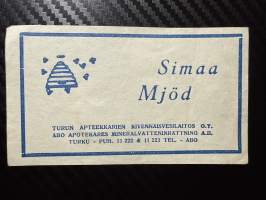 Simaa
Mjöd
TURUN APTEEKKARIEN KIVENNÄISVESILAITOS O.Y.
ÅBO APOTEKARES MINERALVATTENINRÄTTNING A.B.
TURKU - PUH. 11 222 & 11 223 TEL. - ÅBO